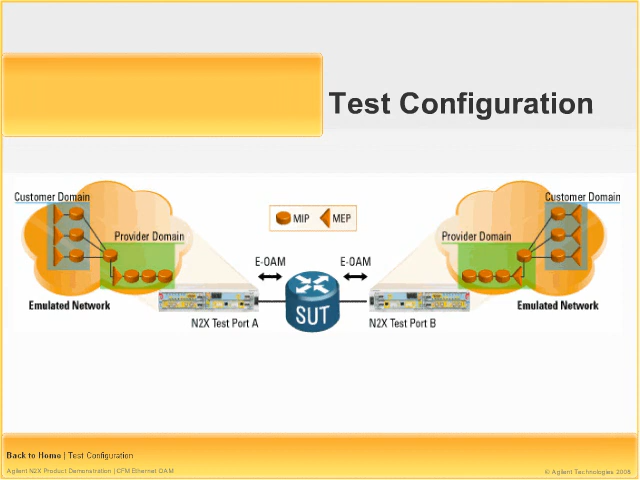 Test Configuration
Customer Domain
Customer Domain
MIP
MEP
Provider Domain
Provider Domain
E-OAM
E-OAM
Emulated Network
Emulated Network
SUT
N2X Test Port A
N2X Test Port B
Back to Home | Test Configuration
Agilent N2X Product Demonstration | CFM Ethernet OAM
© Agilent Technologies 2008